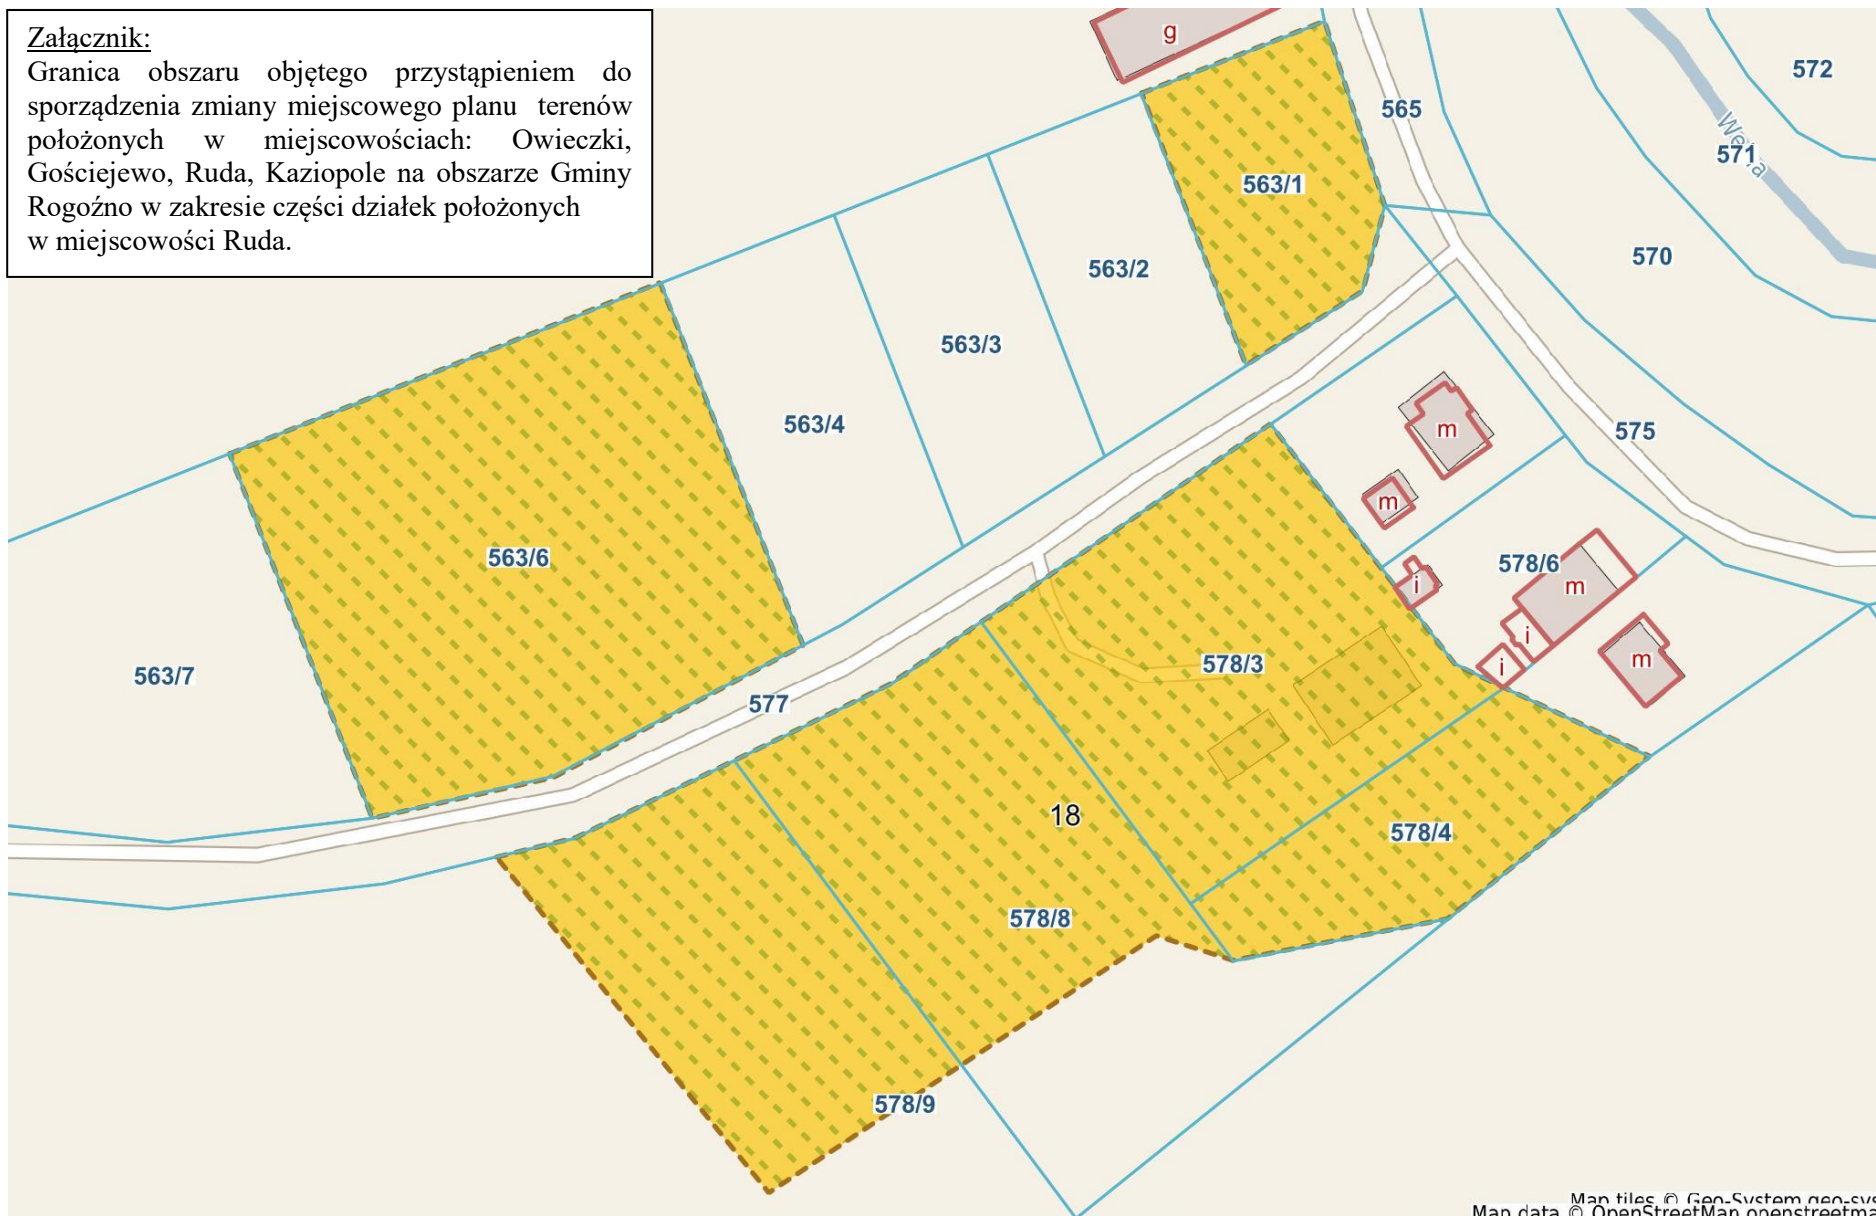 Załącznik:
Granica obszaru objętego przystąpieniem do
sporządzenia zmiany miejscowego planu terenów
położonych w miejscowościach: Owieczki,
Gościejewo, Ruda, Kaziopole na obszarze Gminy
Rogoźno w zakresie części działek położonych
w miejscowości Ruda.
g
572
565
571
563/1
570
563/2
563/3
563/4
m
575
m
563/6
578/6
i
m
i
i
m
578/3
563/7
577
18
578/4
578/8
578/9
Map tiles © Geo-System geo-sys
Map data © OpenStreetMap openstreetma